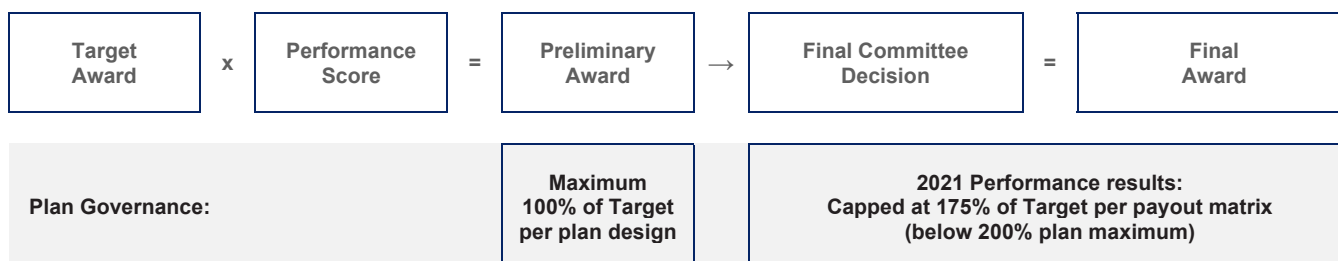 Target
Award
x
Performance
Score
=
Preliminary
Award
→
Final Committee
Decision
=
Final
Award
Plan Governance:
Maximum
100% of Target
per plan design
2021 Performance results:
Capped at 175% of Target per payout matrix
(below 200% plan maximum)